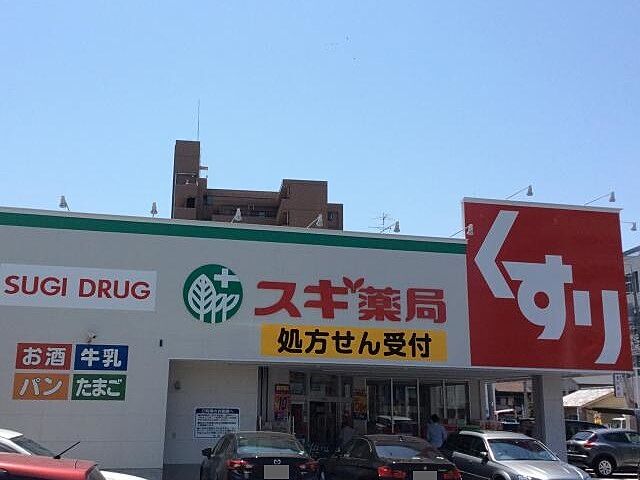 SUGI DRUG
スギ薬局
処方せん受付
くすり
お酒 牛乳
パン たまご